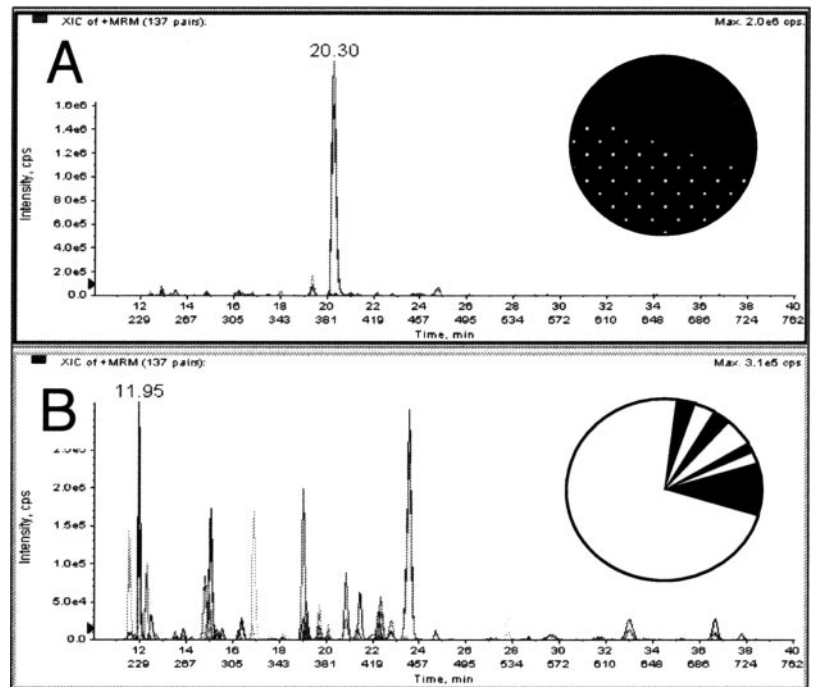 XIC of +MRM (137 pairs):
Max. 2.0e6 cps.
A
20.30
Intensity, cps
1.6e6
1.4e6
1.2e6
1.0e6
8.0e5
6.0e5
4.0e5
2.0e5
0.0
12 14 16 18 20 22 24 26 28 30 32 34 36 38 40
229 267 305 343 381 419 457 495 534 572 610 648 686 724 762
Time, min
XIC of +MRM (137 pairs):
Max. 3.1e5 cps
B
11.95
Intensity, cps
2.0e5
1.5e5
1.0e5
5.0e4
0.0
12 14 16 18 20 22 24 26 28 30 32 34 36 38 40
229 267 305 343 381 419 457 495 534 572 610 648 686 724 762
Time, min